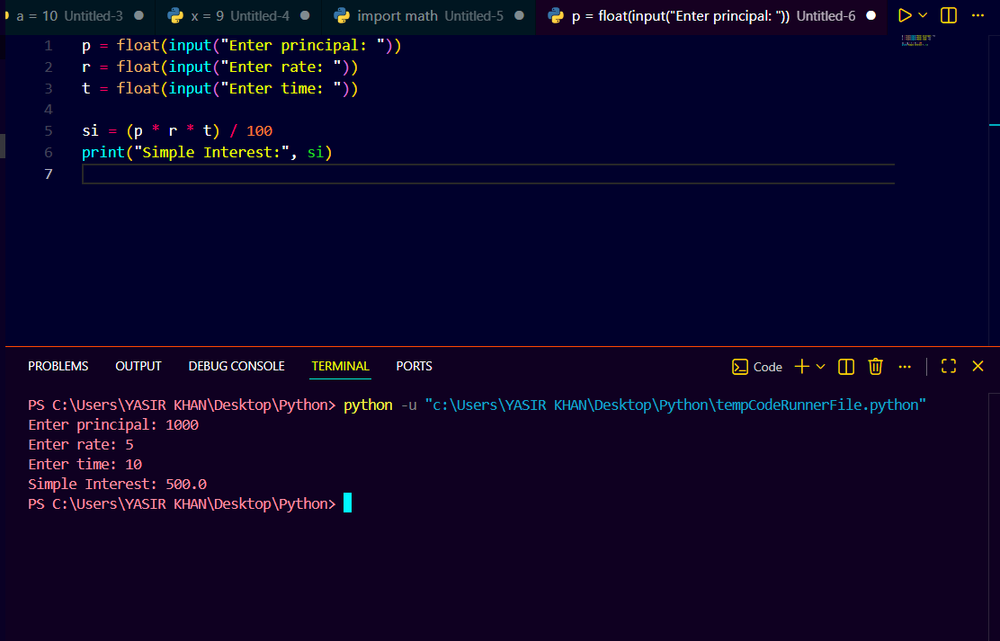 a = 10 Untitled-3 x = 9 Untitled-4 import math Untitled-5 p = float(input("Enter principal: ")) Untitled-6
1 p = float(input("Enter principal: "))
2 r = float(input("Enter rate: "))
3 t = float(input("Enter time: "))
4
5 si = (p * r * t) / 100
6 print("Simple Interest:", si)
7
PROBLEMS OUTPUT DEBUG CONSOLE TERMINAL PORTS Code
PS C:\Users\YASIR KHAN\Desktop\Python> python -u "c:\Users\YASIR KHAN\Desktop\Python\tempCodeRunnerFile.python"
Enter principal: 1000
Enter rate: 5
Enter time: 10
Simple Interest: 500.0
PS C:\Users\YASIR KHAN\Desktop\Python>